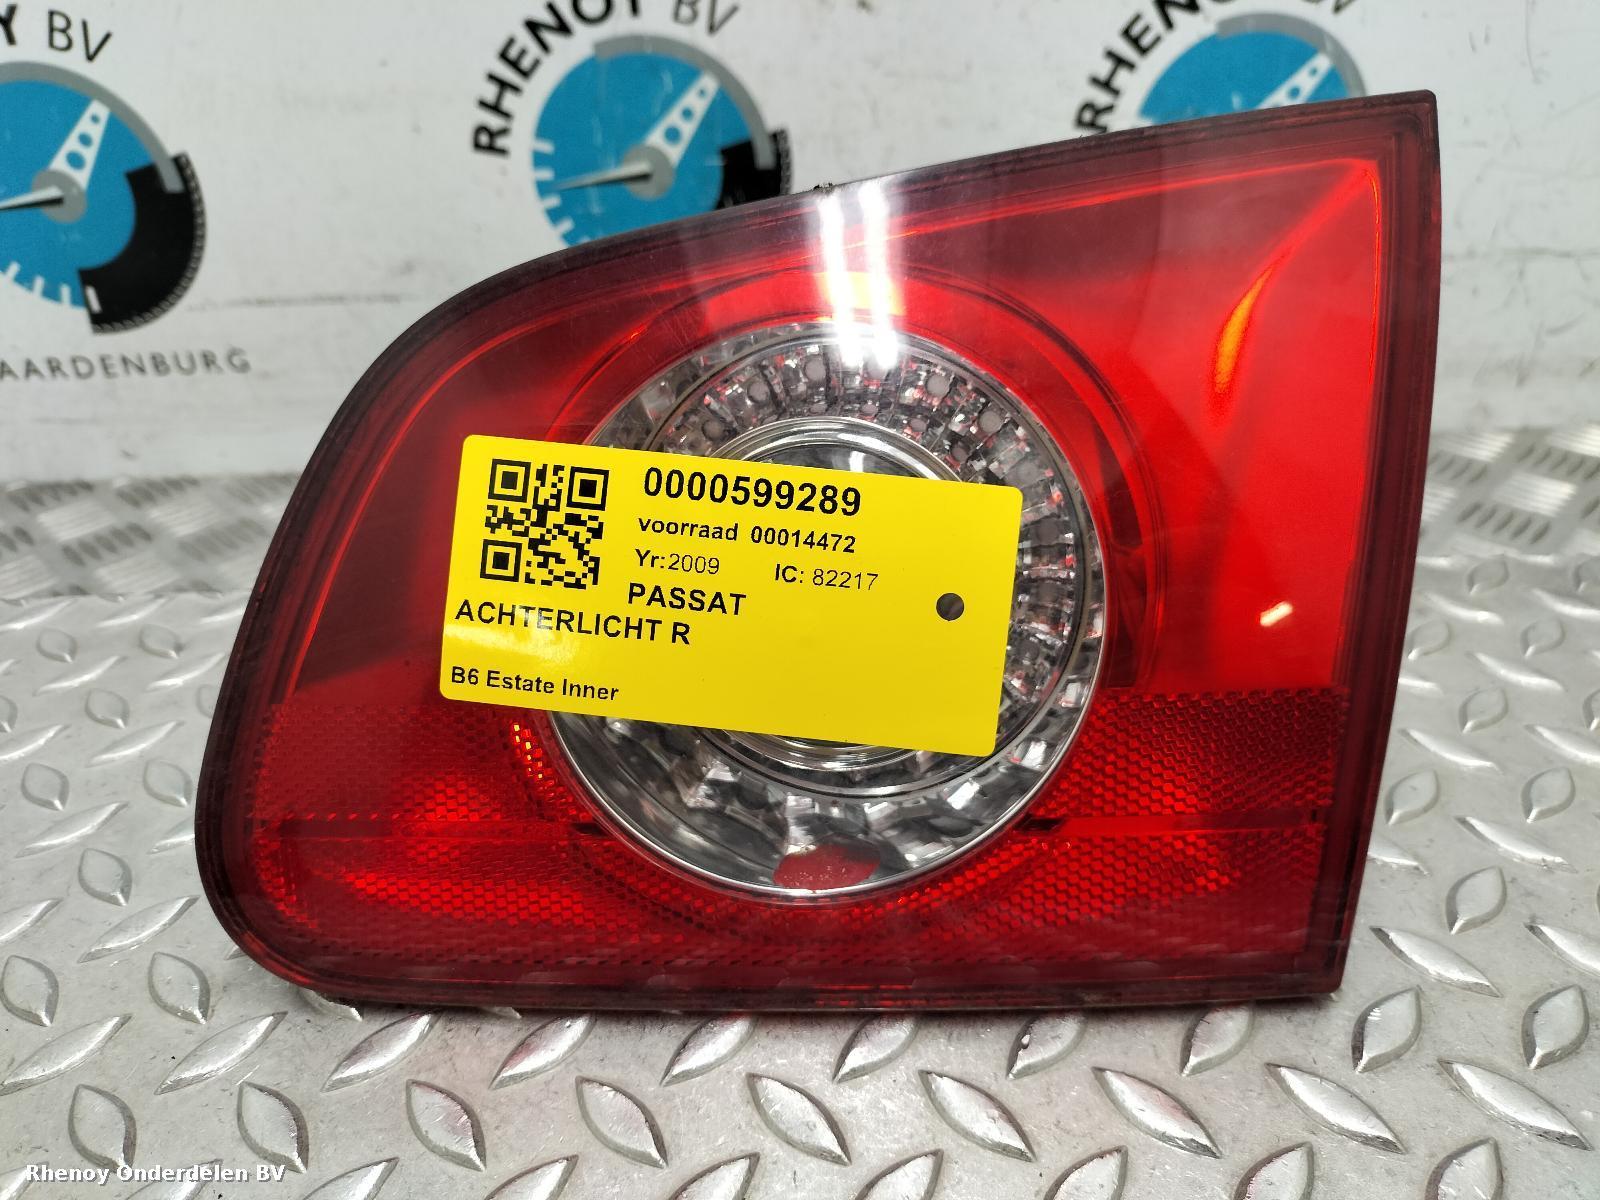 Y BV
AARDENBURG
RHENOY BV
RHENOY BV
0000599289
voorraad 00014472
Yr:2009 IC: 82217
PASSAT
ACHTERLICHT R
B6 Estate Inner
Rhenoy Onderdelen BV